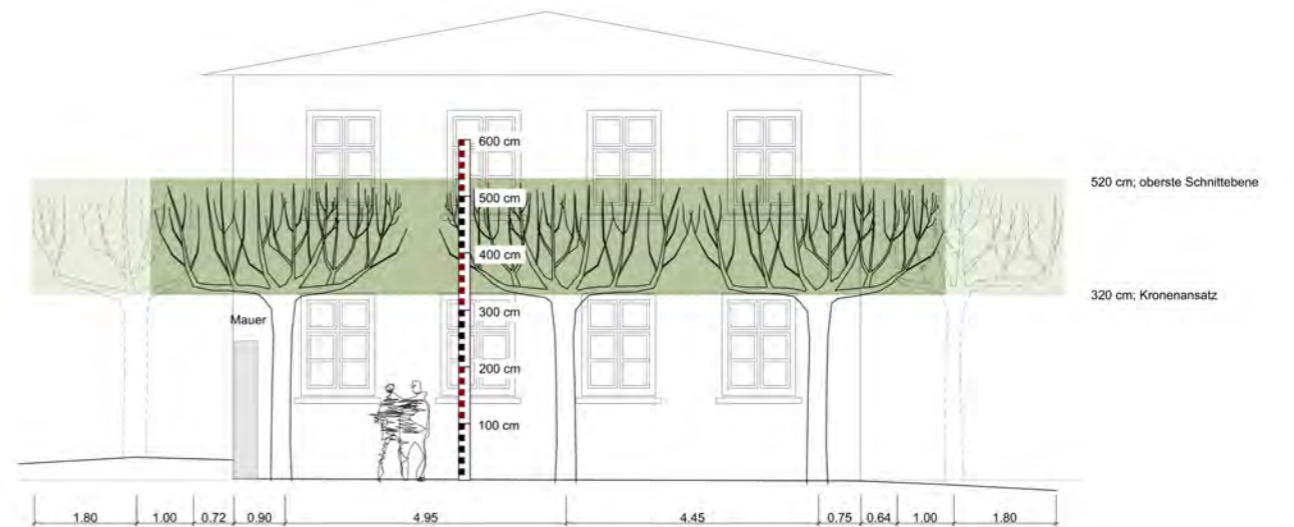 600 cm
520 cm; oberste Schnittebene
500 cm
400 cm
320 cm; Kronenansatz
300 cm
Mauer
200 cm
100 cm
1.80 1.00 0.72 0.90 4.95 4.45 0.75 0.64 1.00 1.80